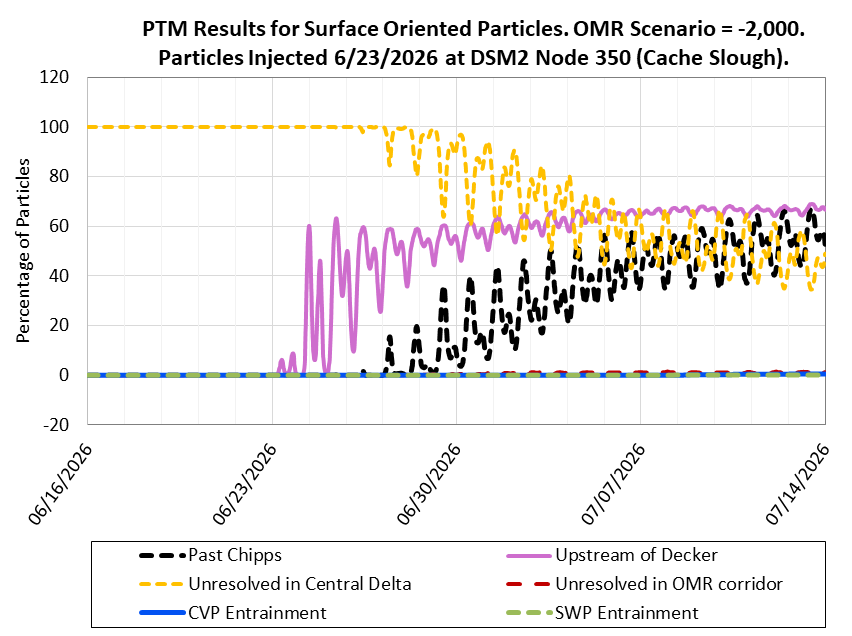 PTM Results for Surface Oriented Particles. OMR Scenario = -2,000.
Particles Injected 6/23/2026 at DSM2 Node 350 (Cache Slough).
Percentage of Particles
120
100
80
60
40
20
0
-20
06/16/2026
06/23/2026
06/30/2026
07/07/2026
07/14/2026
Past Chipps
Upstream of Decker
Unresolved in Central Delta
Unresolved in OMR corridor
CVP Entrainment
SWP Entrainment